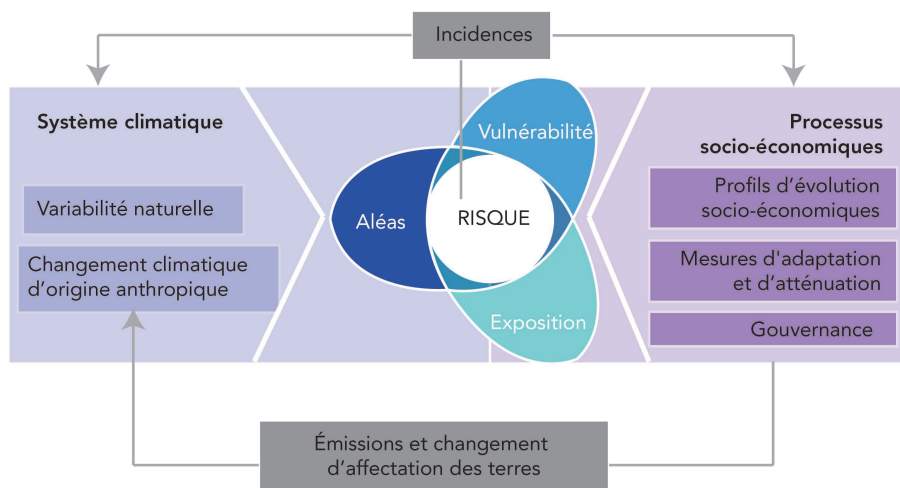 Incidences
Système climatique
Variabilité naturelle
Changement climatique
d’origine anthropique
Vulnérabilité
Aléas
RISQUE
Exposition
Processus
socio-économiques
Profils d’évolution
socio-économiques
Mesures d'adaptation
et d’atténuation
Gouvernance
Émissions et changement
d’affectation des terres